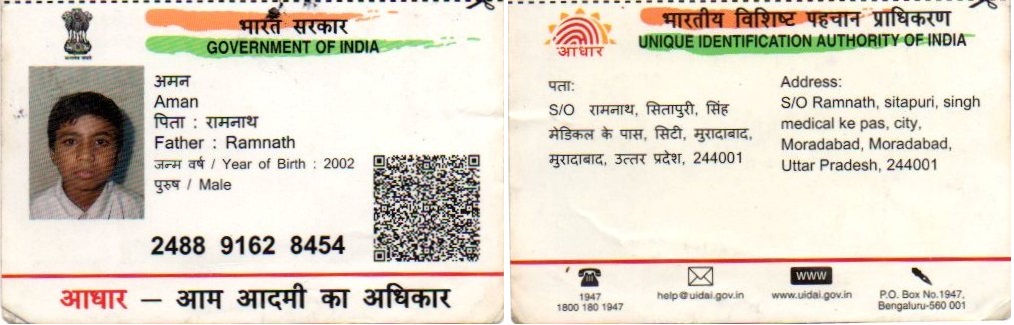 भारत सरकार
GOVERNMENT OF INDIA
अमन
Aman
पिता : रामनाथ
Father : Ramnath
जन्म वर्ष / Year of Birth : 2002
पुरुष / Male
2488 9162 8454
आधार — आम आदमी का अधिकार
भारतीय विशिष्ट पहचान प्राधिकरण
UNIQUE IDENTIFICATION AUTHORITY OF INDIA
आधार
पता:
S/O रामनाथ, सितापुरी, सिंह
मेडिकल के पास, सिटी, मुरादाबाद,
मुरादाबाद, उत्तर प्रदेश, 244001
Address:
S/O Ramnath, sitapuri, singh
medical ke pas, city,
Moradabad, Moradabad,
Uttar Pradesh, 244001
1947
1800 180 1947
help@uidai.gov.in
WWW
www.uidai.gov.in
P.O. Box No.1947,
Bengaluru-560 001